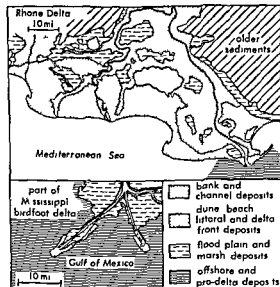 Rhone Delta
10 mi
older
sediments
Mediterranean Sea
part of
M ssissippi
birdfoot delta
Gulf of Mexico
10 mi
bank and
channel deposits
dune beach
littoral and delta
front deposits
flood plain and
marsh deposits
offshore and
pro-delta deposits